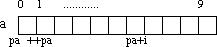 0 1 ............. 9
a
pa ++pa pa+i